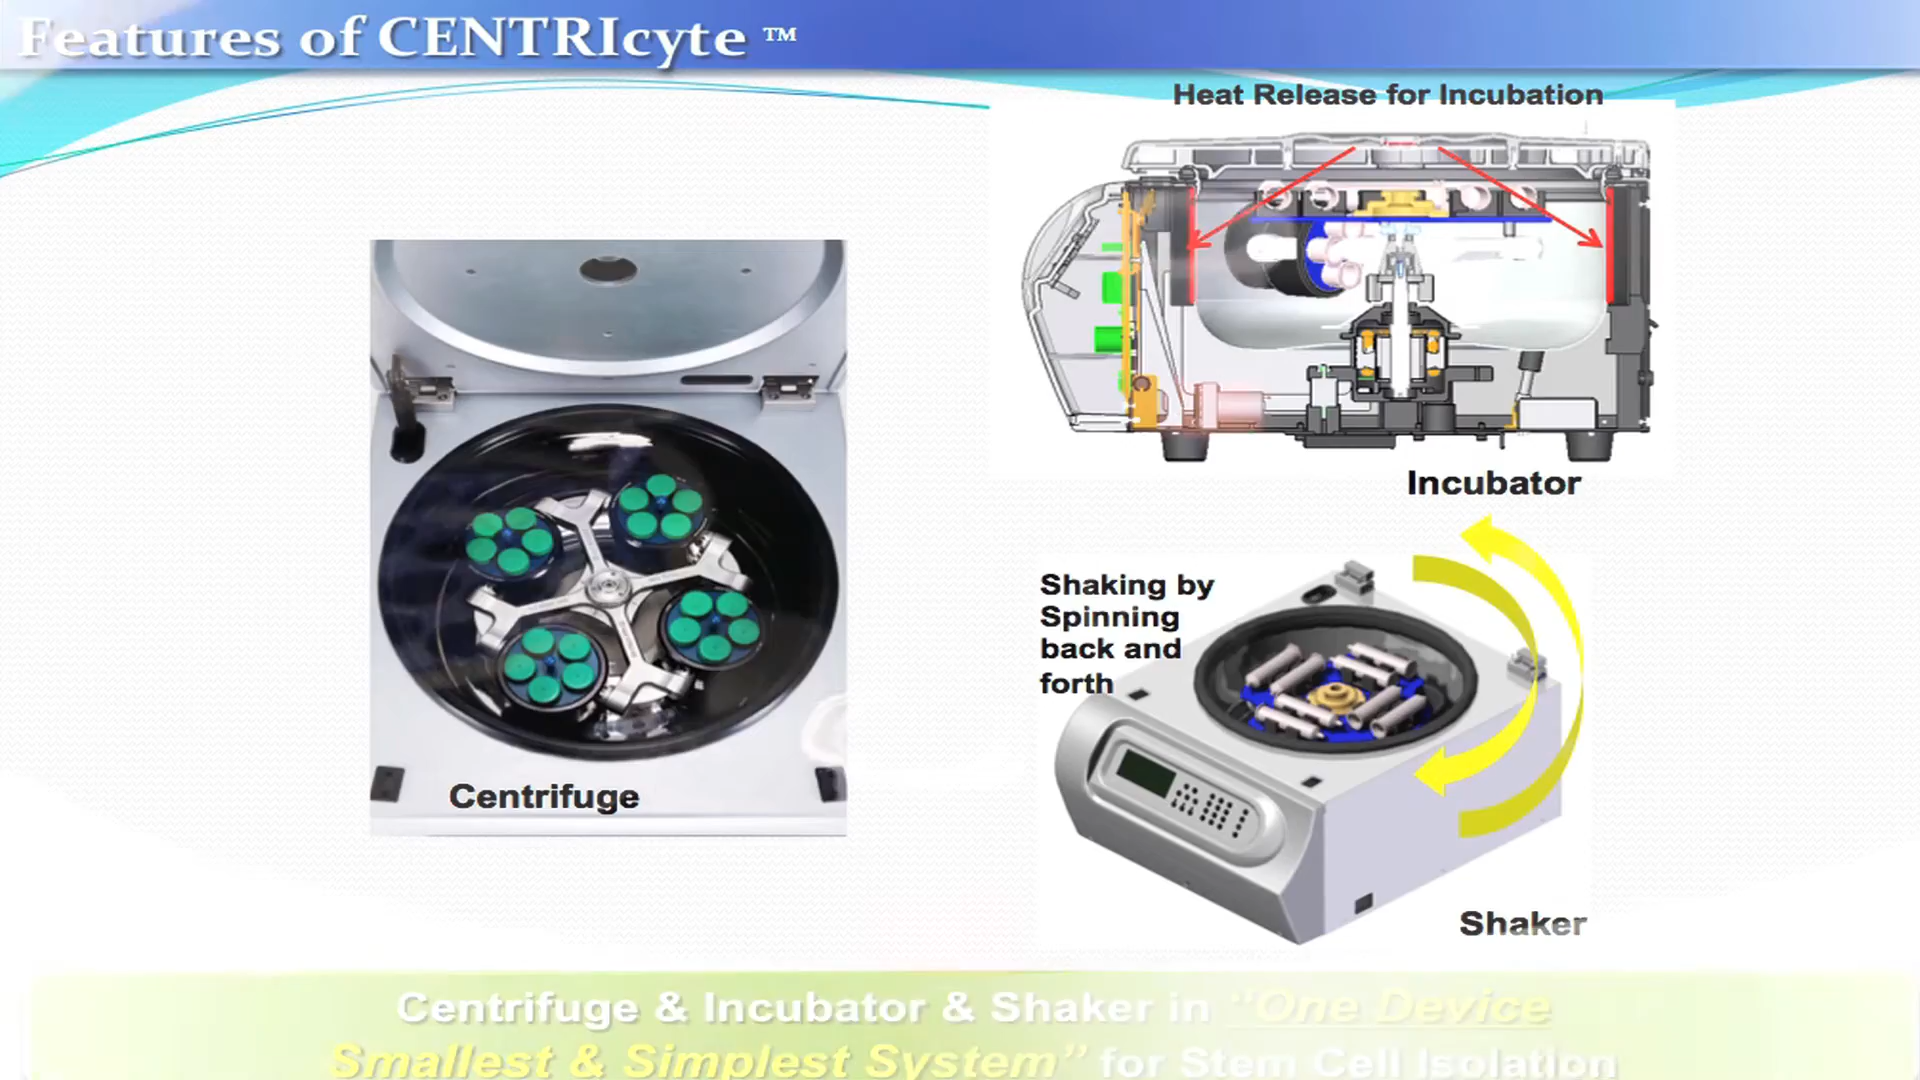 Features of CENTRIcyte ™
Heat Release for Incubation
Incubator
Shaking by
Spinning
back and
forth
Centrifuge
Shaker
Centrifuge & Incubator & Shaker in “One Device
Smallest & Simplest System” for Stem Cell Isolation